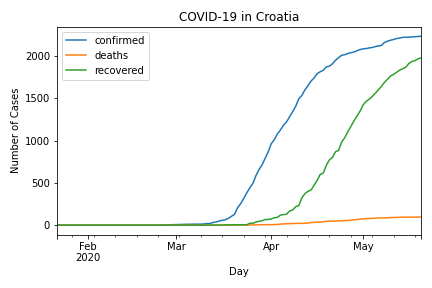 COVID-19 in Croatia
confirmed
deaths
recovered
2000
1500
1000
500
0
Number of Cases
Feb
2020
Mar
Apr
May
Day